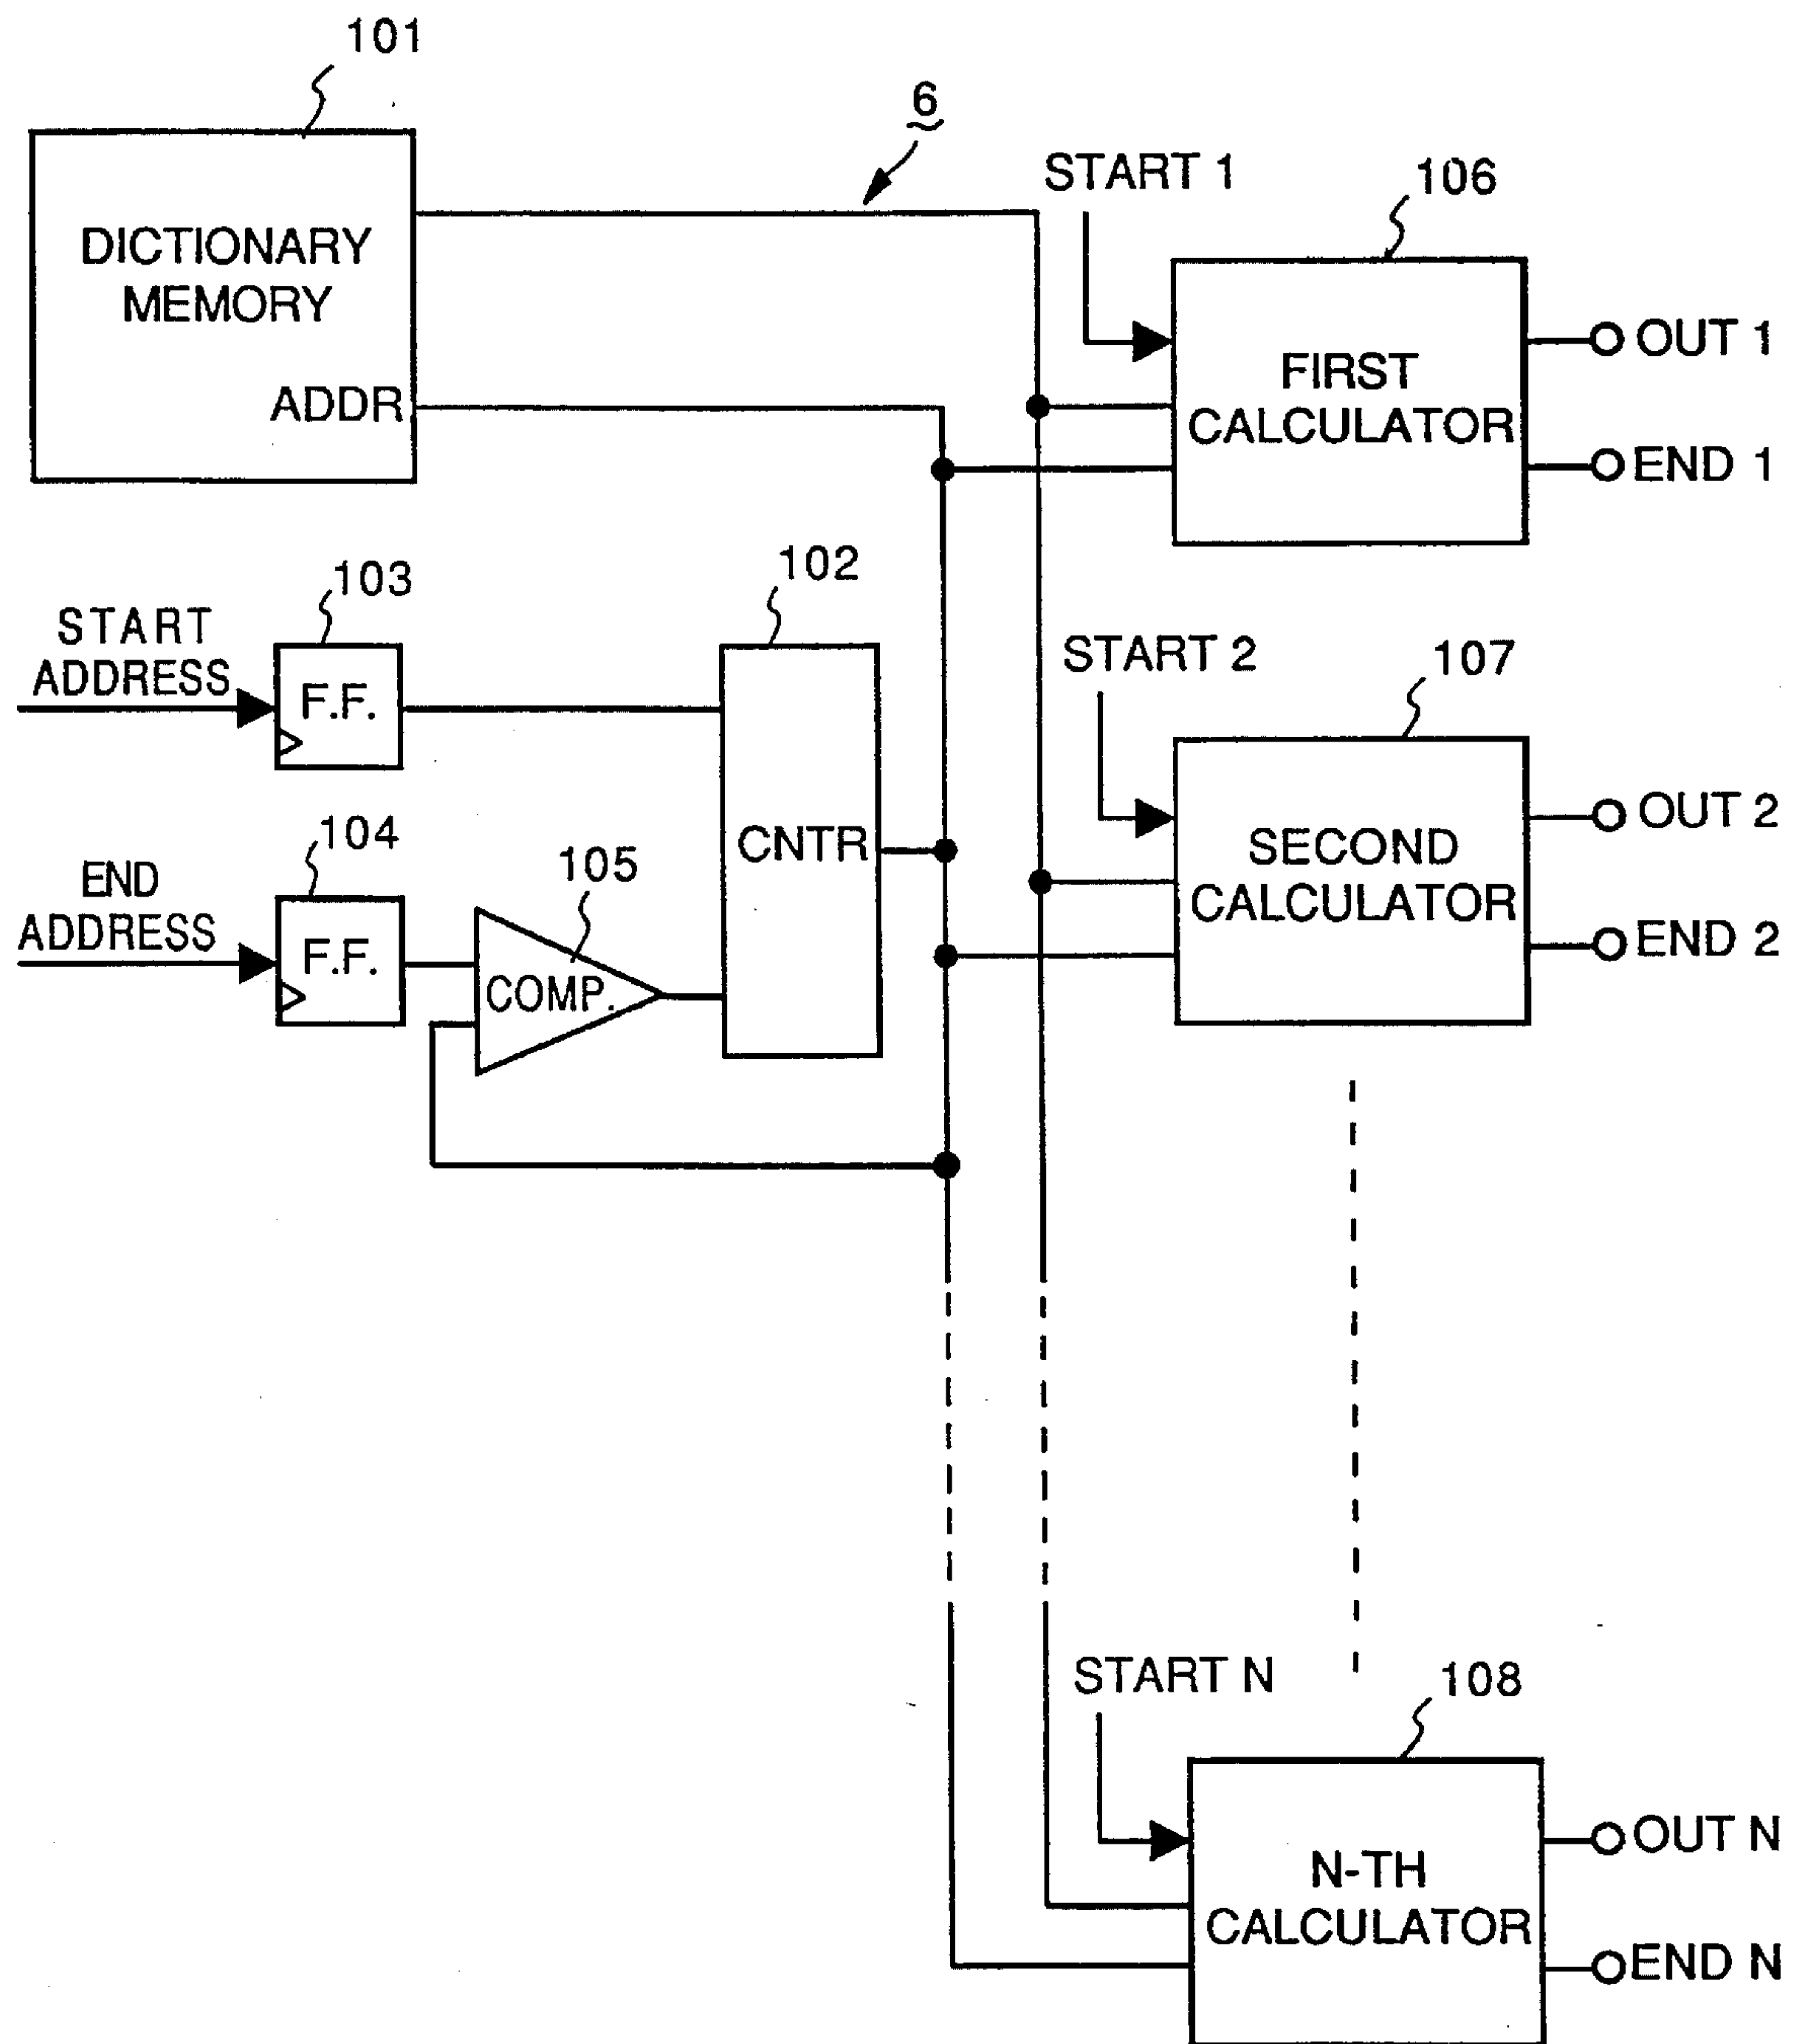 101
6
DICTIONARY
MEMORY
ADDR
START 1
106
FIRST
CALCULATOR
OUT 1
END 1
103
102
START
ADDRESS
F.F.
CNTR
104
105
END
ADDRESS
F.F.
COMP.
START 2
107
SECOND
CALCULATOR
OUT 2
END 2
START N
108
N-TH
CALCULATOR
OUT N
END N